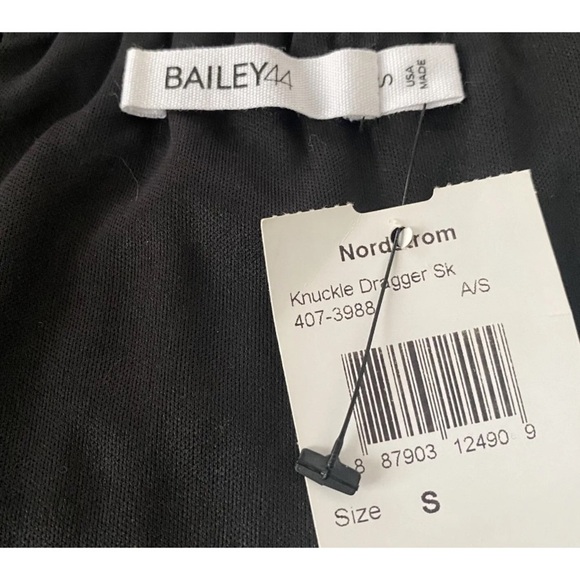 BAILEY44
S
USA
MADE
Nordstrom
Knuckle Dragger Sk
407-3988
A/S
8 87903 12490 9
Size S